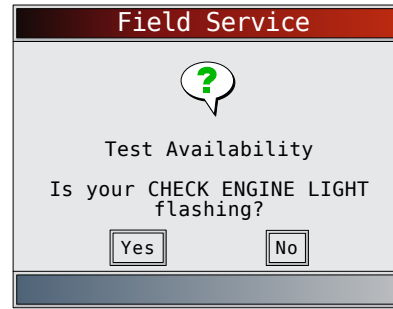 Field Service
?
Test Availability
Is your CHECK ENGINE LIGHT
flashing?
Yes No